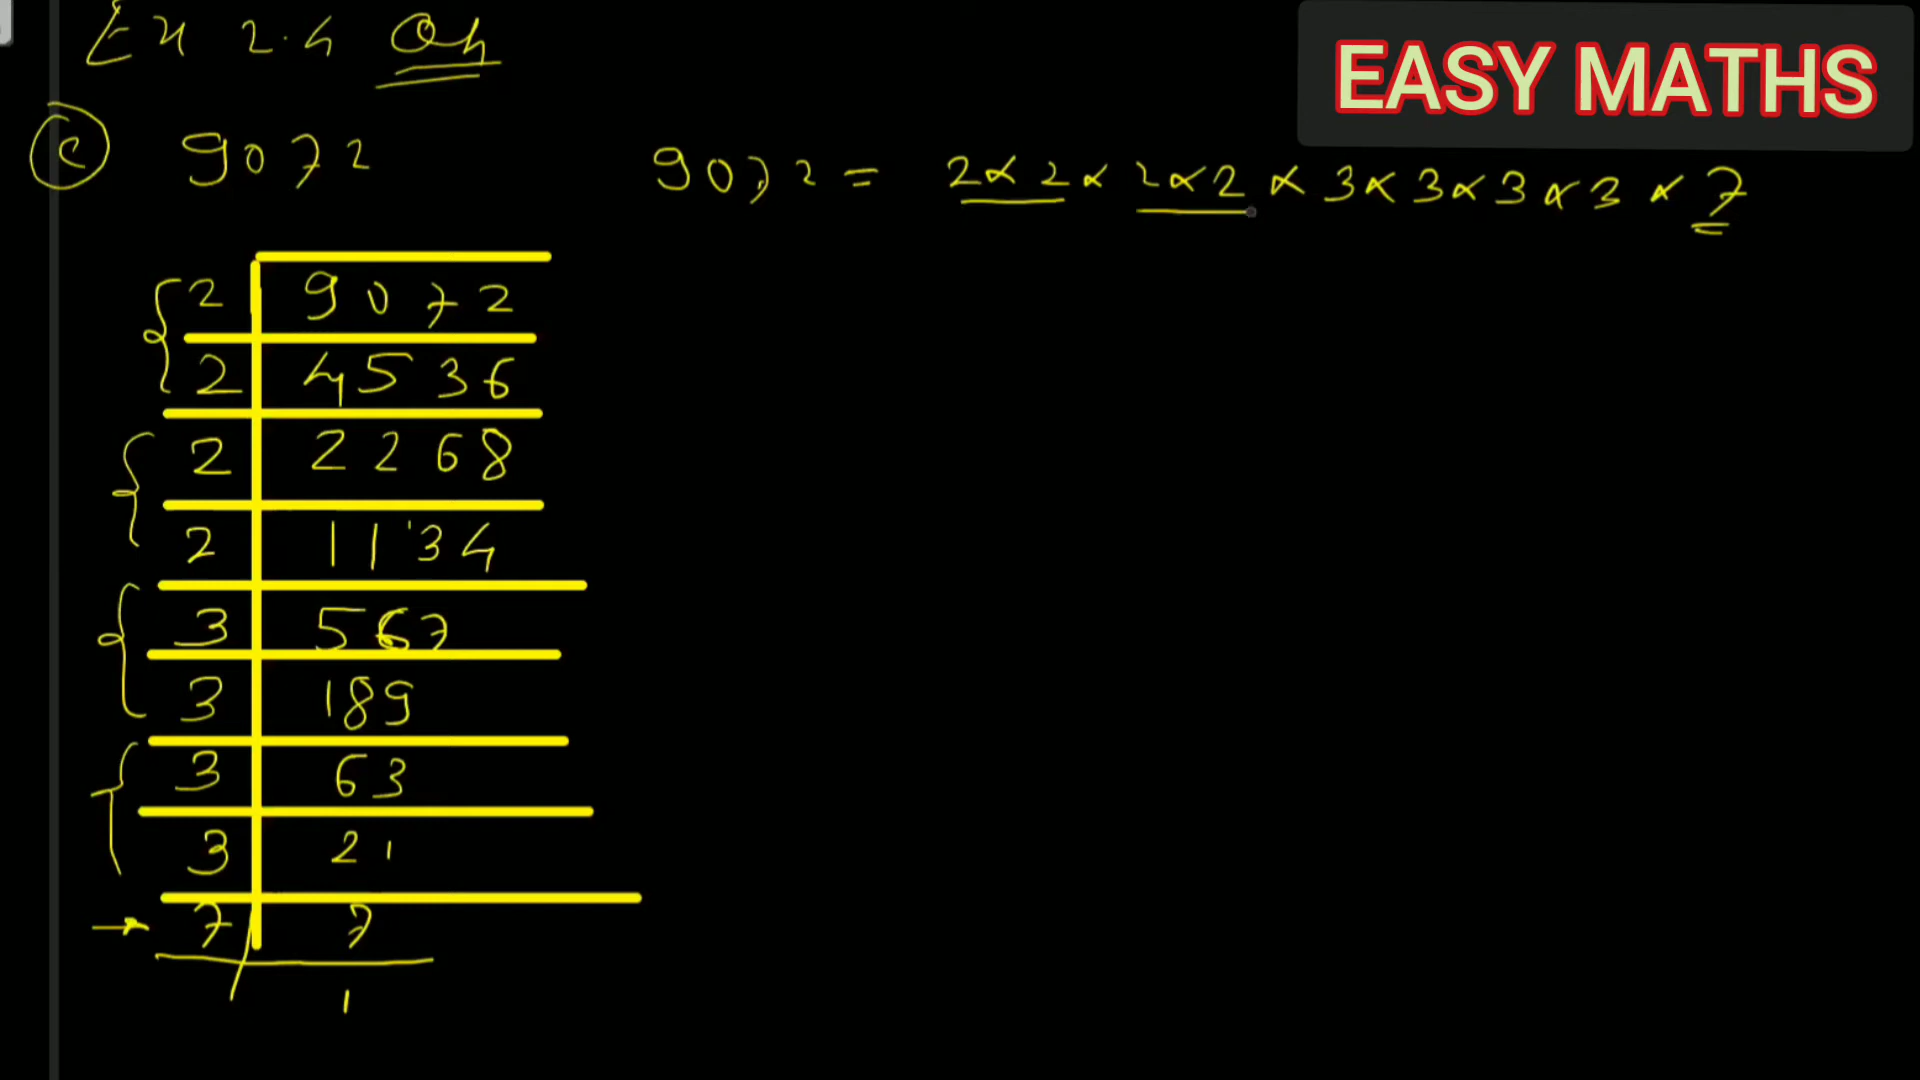 Ex 2.4 Q4
EASY MATHS
c 9072
9072 = 2 × 2 × 2 × 2 × 3 × 3 × 3 × 3 × 7
2 9072
2 4536
2 2268
2 1134
3 567
3 189
3 63
3 21
7 7
1